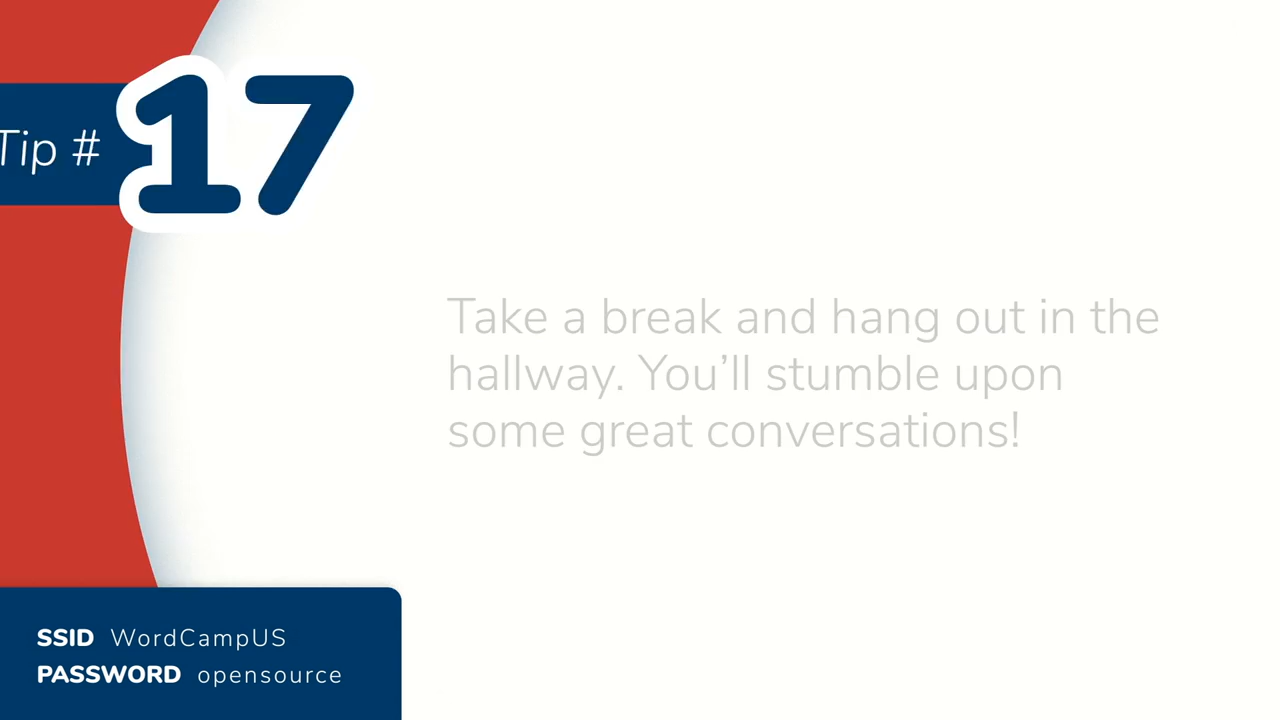 Tip # 17
Take a break and hang out in the
hallway. You’ll stumble upon
some great conversations!
SSID WordCampUS
PASSWORD opensource